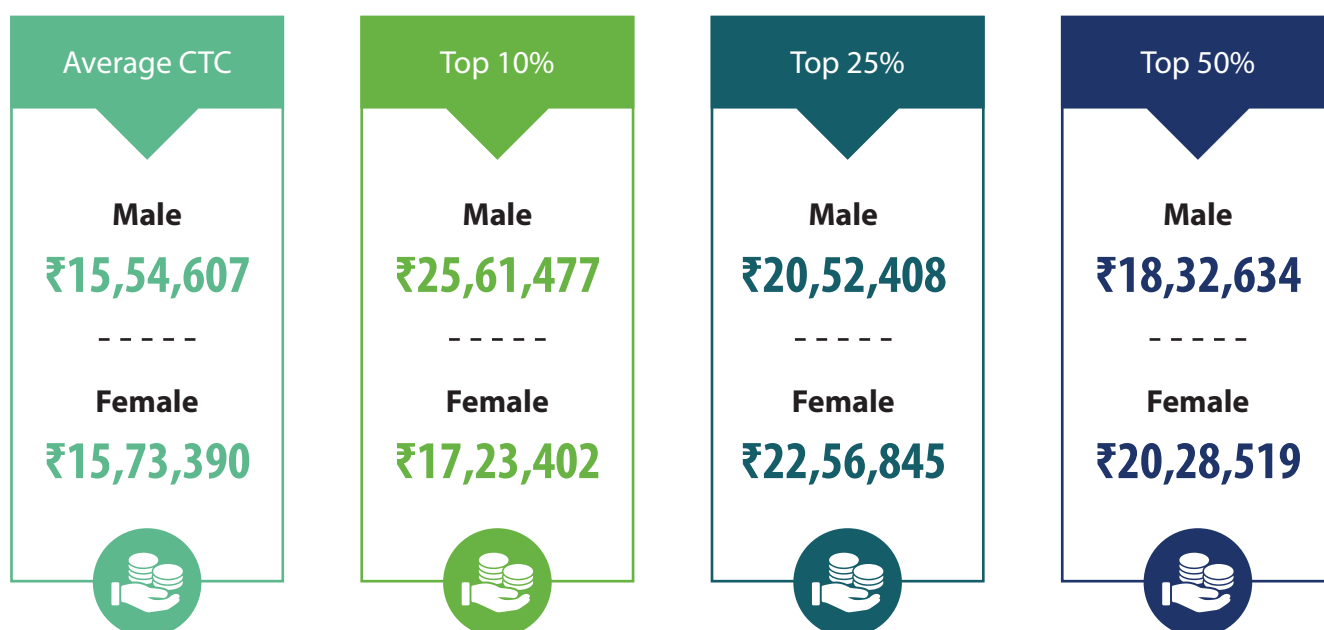 Average CTC
Male
₹15,54,607
- - - - -
Female
₹15,73,390
Top 10%
Male
₹25,61,477
- - - - -
Female
₹17,23,402
Top 25%
Male
₹20,52,408
- - - - -
Female
₹22,56,845
Top 50%
Male
₹18,32,634
- - - - -
Female
₹20,28,519